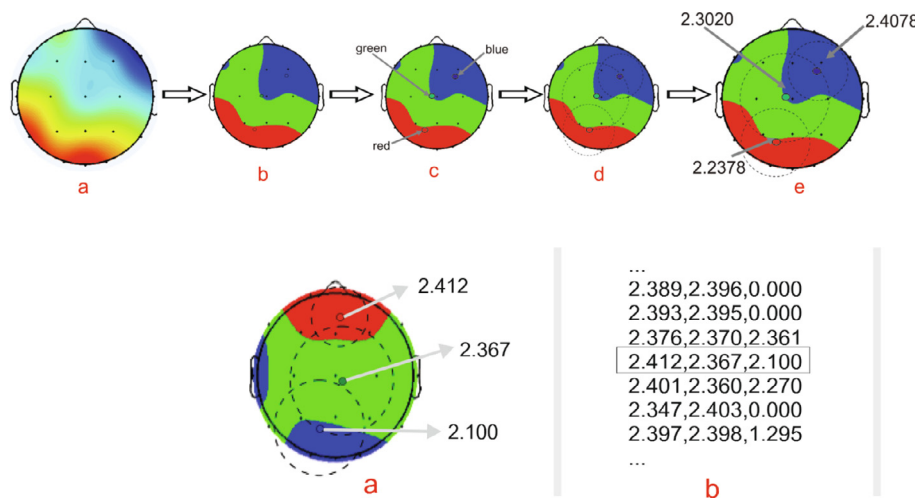 2.3020
2.4078
green
blue
red
2.2378
a
b
c
d
e
2.412
2.367
2.100
a
...
2.389,2.396,0.000
2.393,2.395,0.000
2.376,2.370,2.361
2.412,2.367,2.100
2.401,2.360,2.270
2.347,2.403,0.000
2.397,2.398,1.295
...
b